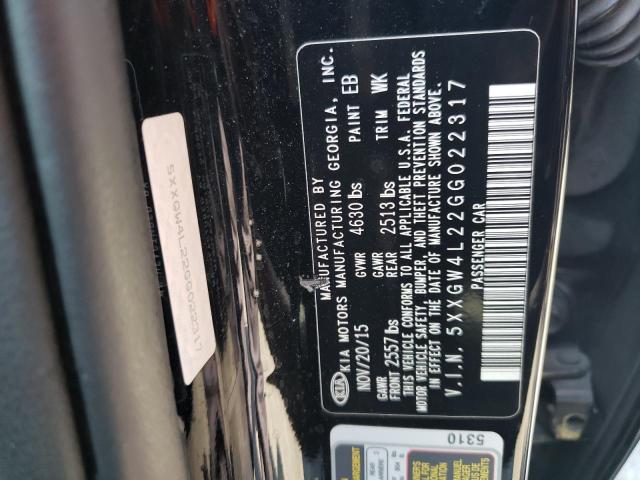 MANUFACTURED BY
KIA KIA MOTORS MANUFACTURING GEORGIA, INC.
NOV/20/15 GVWR 4630 lbs PAINT EB
GAWR FRONT 2557 lbs GAWR REAR 2513 lbs TRIM WK
THIS VEHICLE CONFORMS TO ALL APPLICABLE U.S.A. FEDERAL
MOTOR VEHICLE SAFETY, BUMPER, AND THEFT PREVENTION STANDARDS
IN EFFECT ON THE DATE OF MANUFACTURE SHOWN ABOVE.
V.I.N. 5XXGW4L22GG022317
PASSENGER CAR
5XXGW4L22GG022317
5310